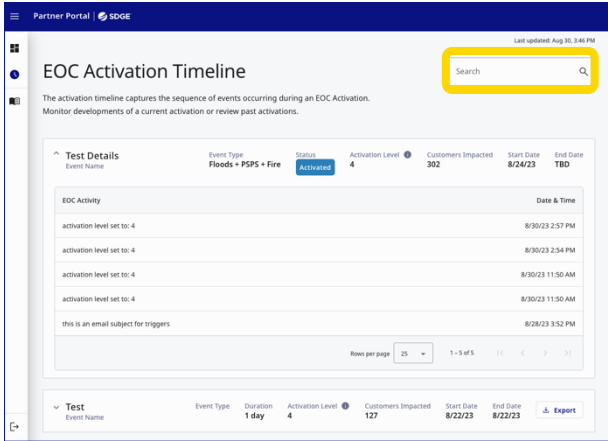 Partner Portal | SDGE
Last updated: Aug 30, 3:46 PM
EOC Activation Timeline
Search
The activation timeline captures the sequence of events occurring during an EOC Activation.
Monitor developments of a current activation or review past activations.
Test Details Event Type Status Activation Level Customers Impacted Start Date End Date
Event Name Floods + PSPS + Fire Activated 4 302 8/24/23 TBD
EOC Activity Date & Time
activation level set to: 4 8/30/23 2:57 PM
activation level set to: 4 8/30/23 2:54 PM
activation level set to: 4 8/30/23 11:50 AM
activation level set to: 4 8/30/23 11:50 AM
this is an email subject for triggers 8/28/23 3:52 PM
Rows per page 25 1–5 of 5
Test Event Type Duration Activation Level Customers Impacted Start Date End Date Export
Event Name 1 day 4 127 8/22/23 8/22/23